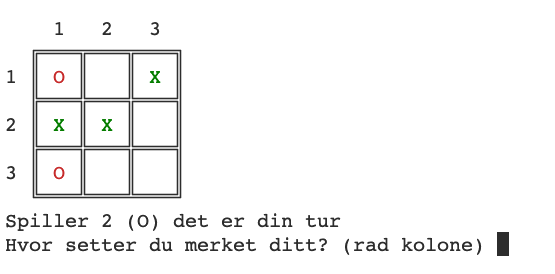 1 2 3
1 O X
2 X X
3 O
Spiller 2 (O) det er din tur
Hvor setter du merket ditt? (rad kolone)